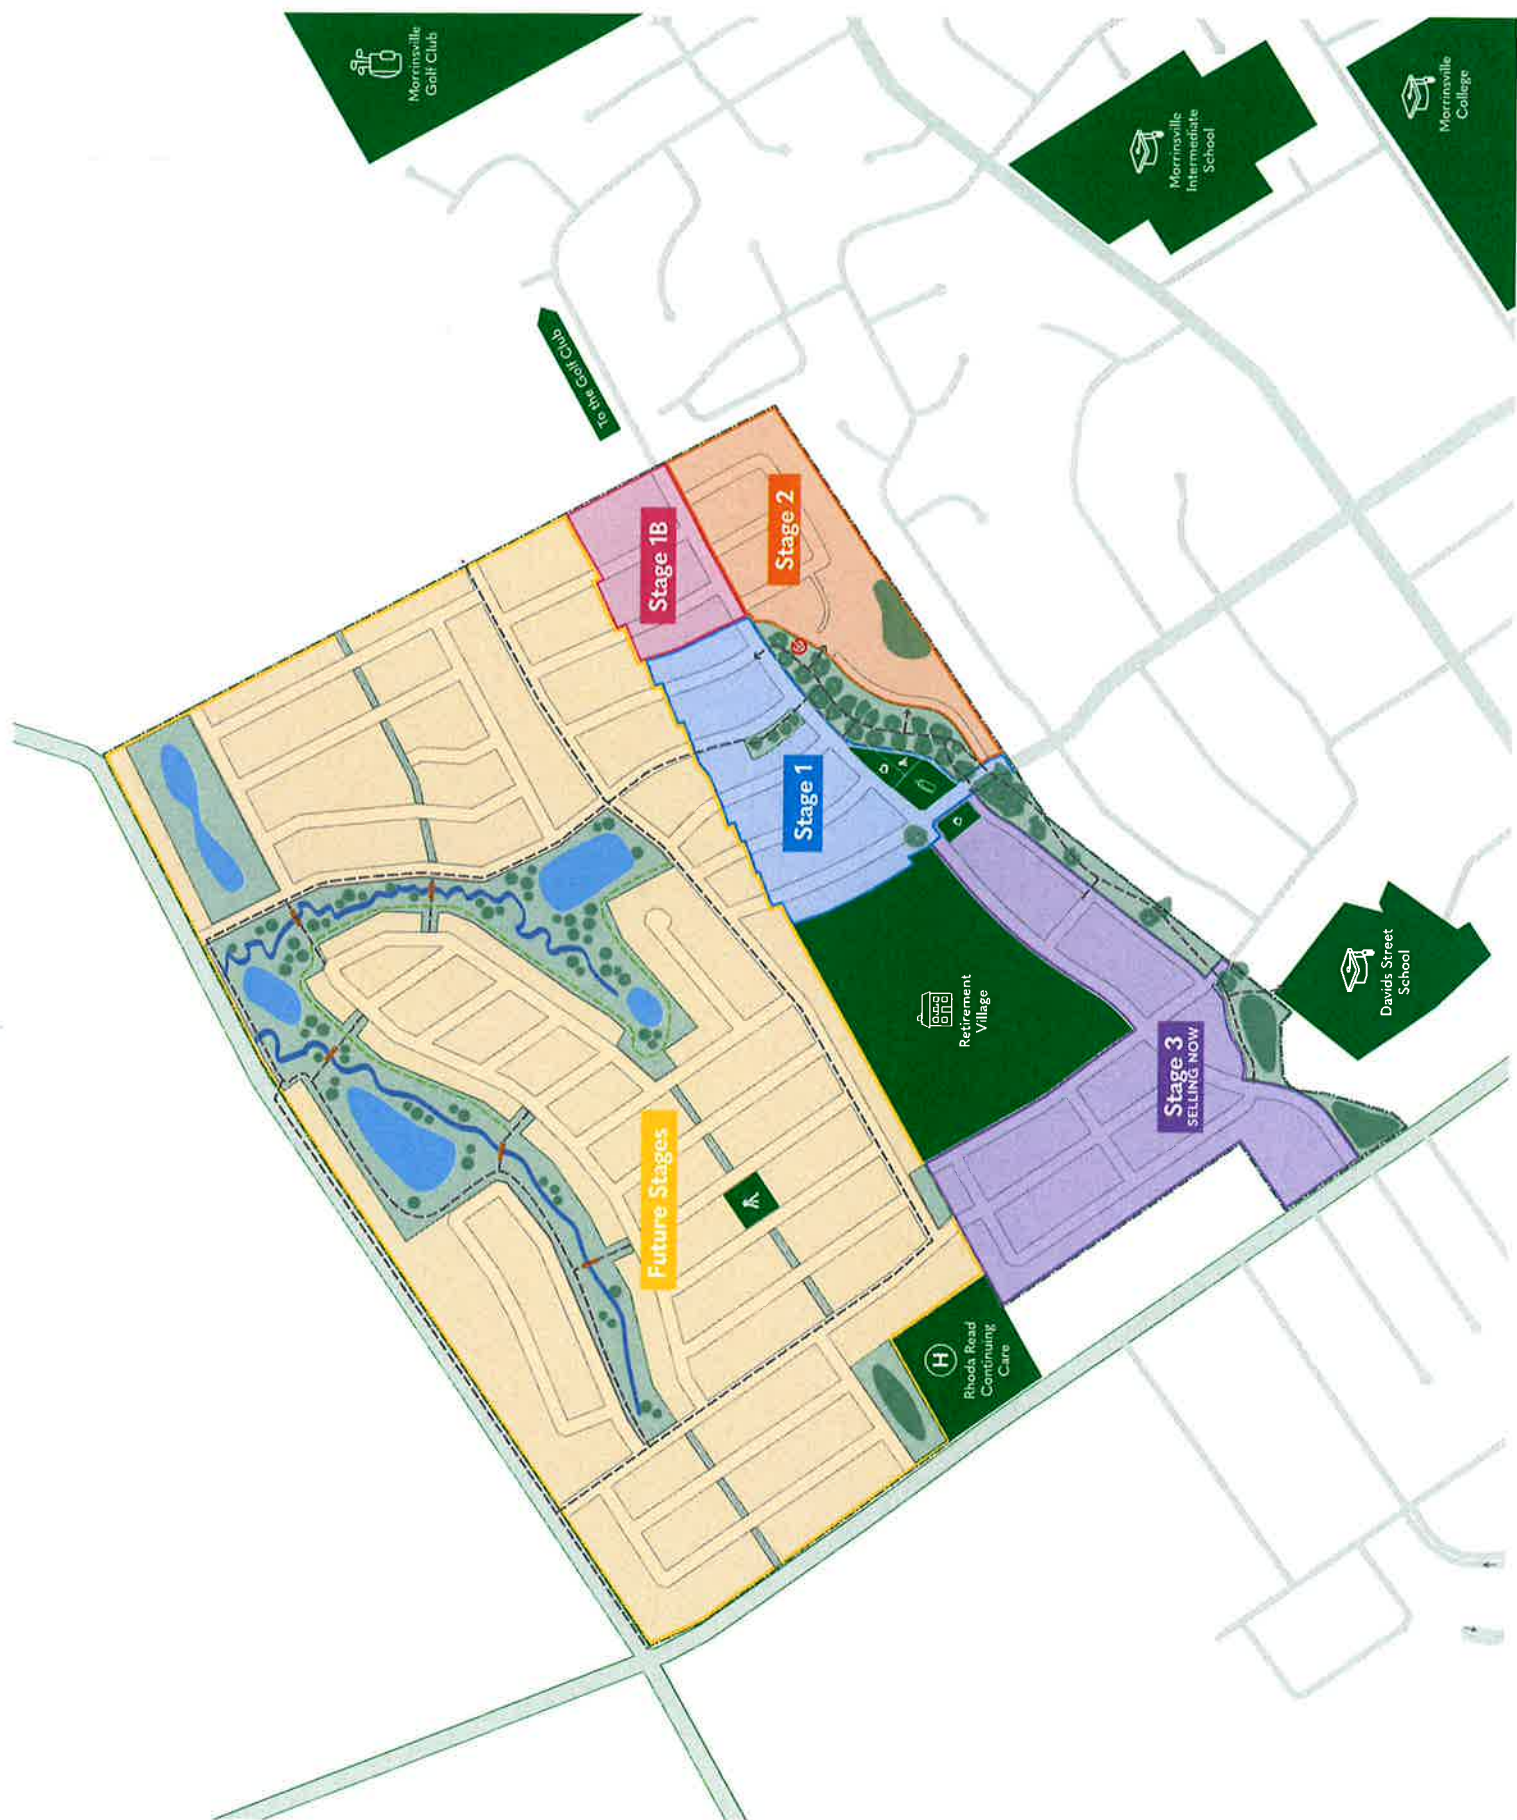 Morrinsville
Golf Club
Morrinsville
College
Morrinsville
Intermediate
School
To the Golf Club
Stage 1B
Stage 2
Stage 1
Future Stages
Retirement
Village
Stage 3
SELLING NOW
Davids Street
School
H
Rhoda Read
Continuing
Care